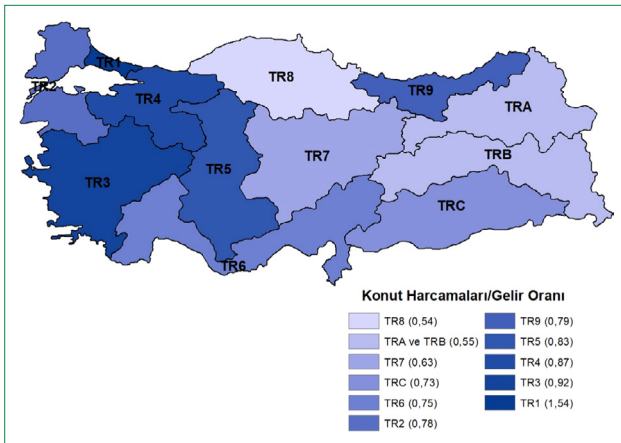 TR1
TR8
TR2
TR9
TR4
TRA
TR5
TR7
TRB
TR3
TRC
TR6
Konut Harcamaları/Gelir Oranı
TR8 (0,54)
TRA ve TRB (0,55)
TR7 (0,63)
TRC (0,73)
TR6 (0,75)
TR2 (0,78)
TR9 (0,79)
TR5 (0,83)
TR4 (0,87)
TR3 (0,92)
TR1 (1,54)